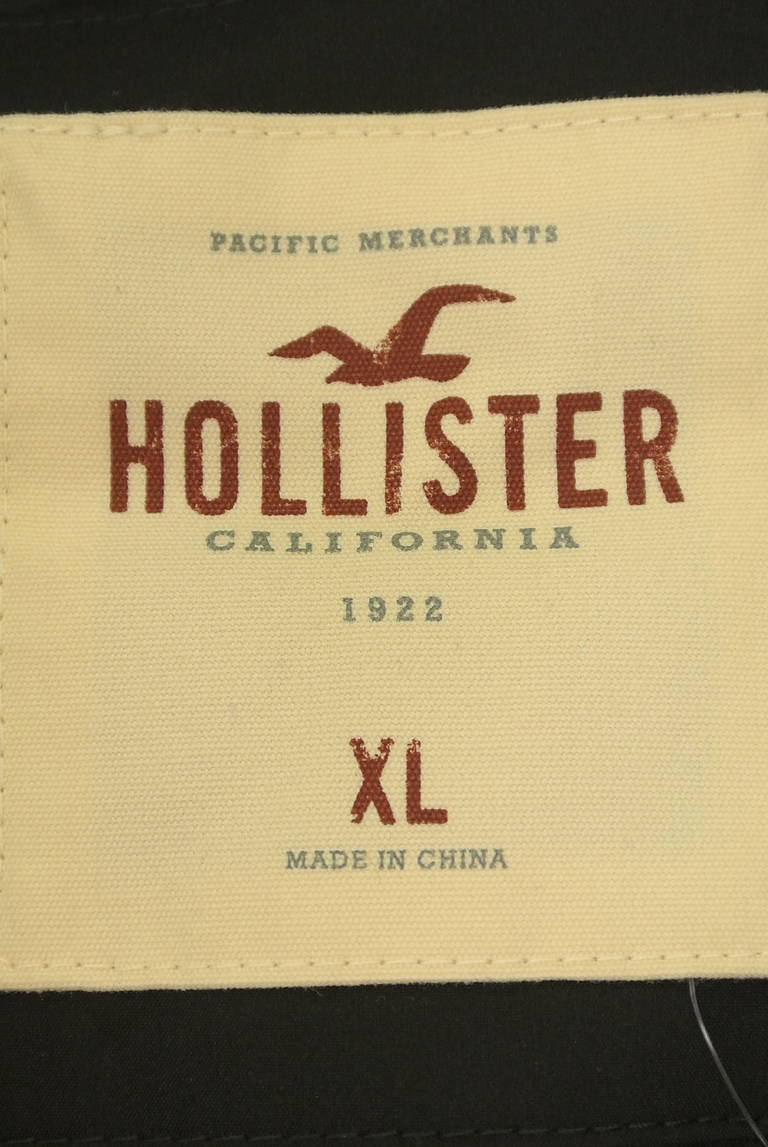 PACIFIC MERCHANTS
HOLLISTER
CALIFORNIA
1922
XL
MADE IN CHINA